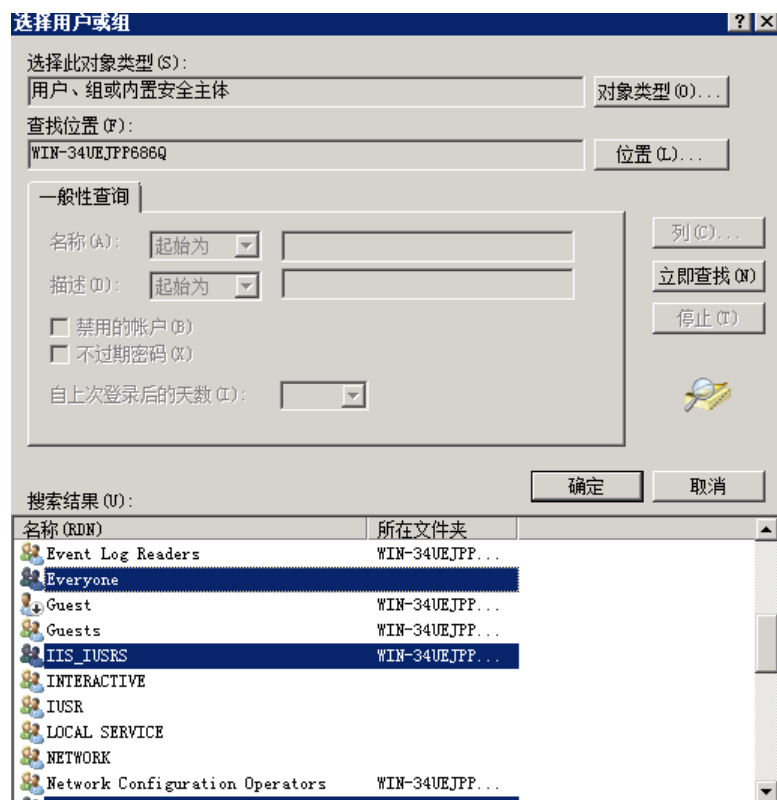 选择用户或组
选择此对象类型(S):
用户、组或内置安全主体
对象类型(O)...
查找位置(F):
WIN-34UEJPP686Q
位置(L)...
一般性查询
名称(A): 起始为
列(C)...
描述(D): 起始为
立即查找(N)
禁用的帐户(B)
停止(T)
不过期密码(X)
自上次登录后的天数(I):
确定 取消
搜索结果(U):
名称(RDN) 所在文件夹
Event Log Readers WIN-34UEJPP...
Everyone
Guest WIN-34UEJPP...
Guests WIN-34UEJPP...
IIS_IUSRS WIN-34UEJPP...
INTERACTIVE
IUSR
LOCAL SERVICE
NETWORK
Network Configuration Operators WIN-34UEJPP...